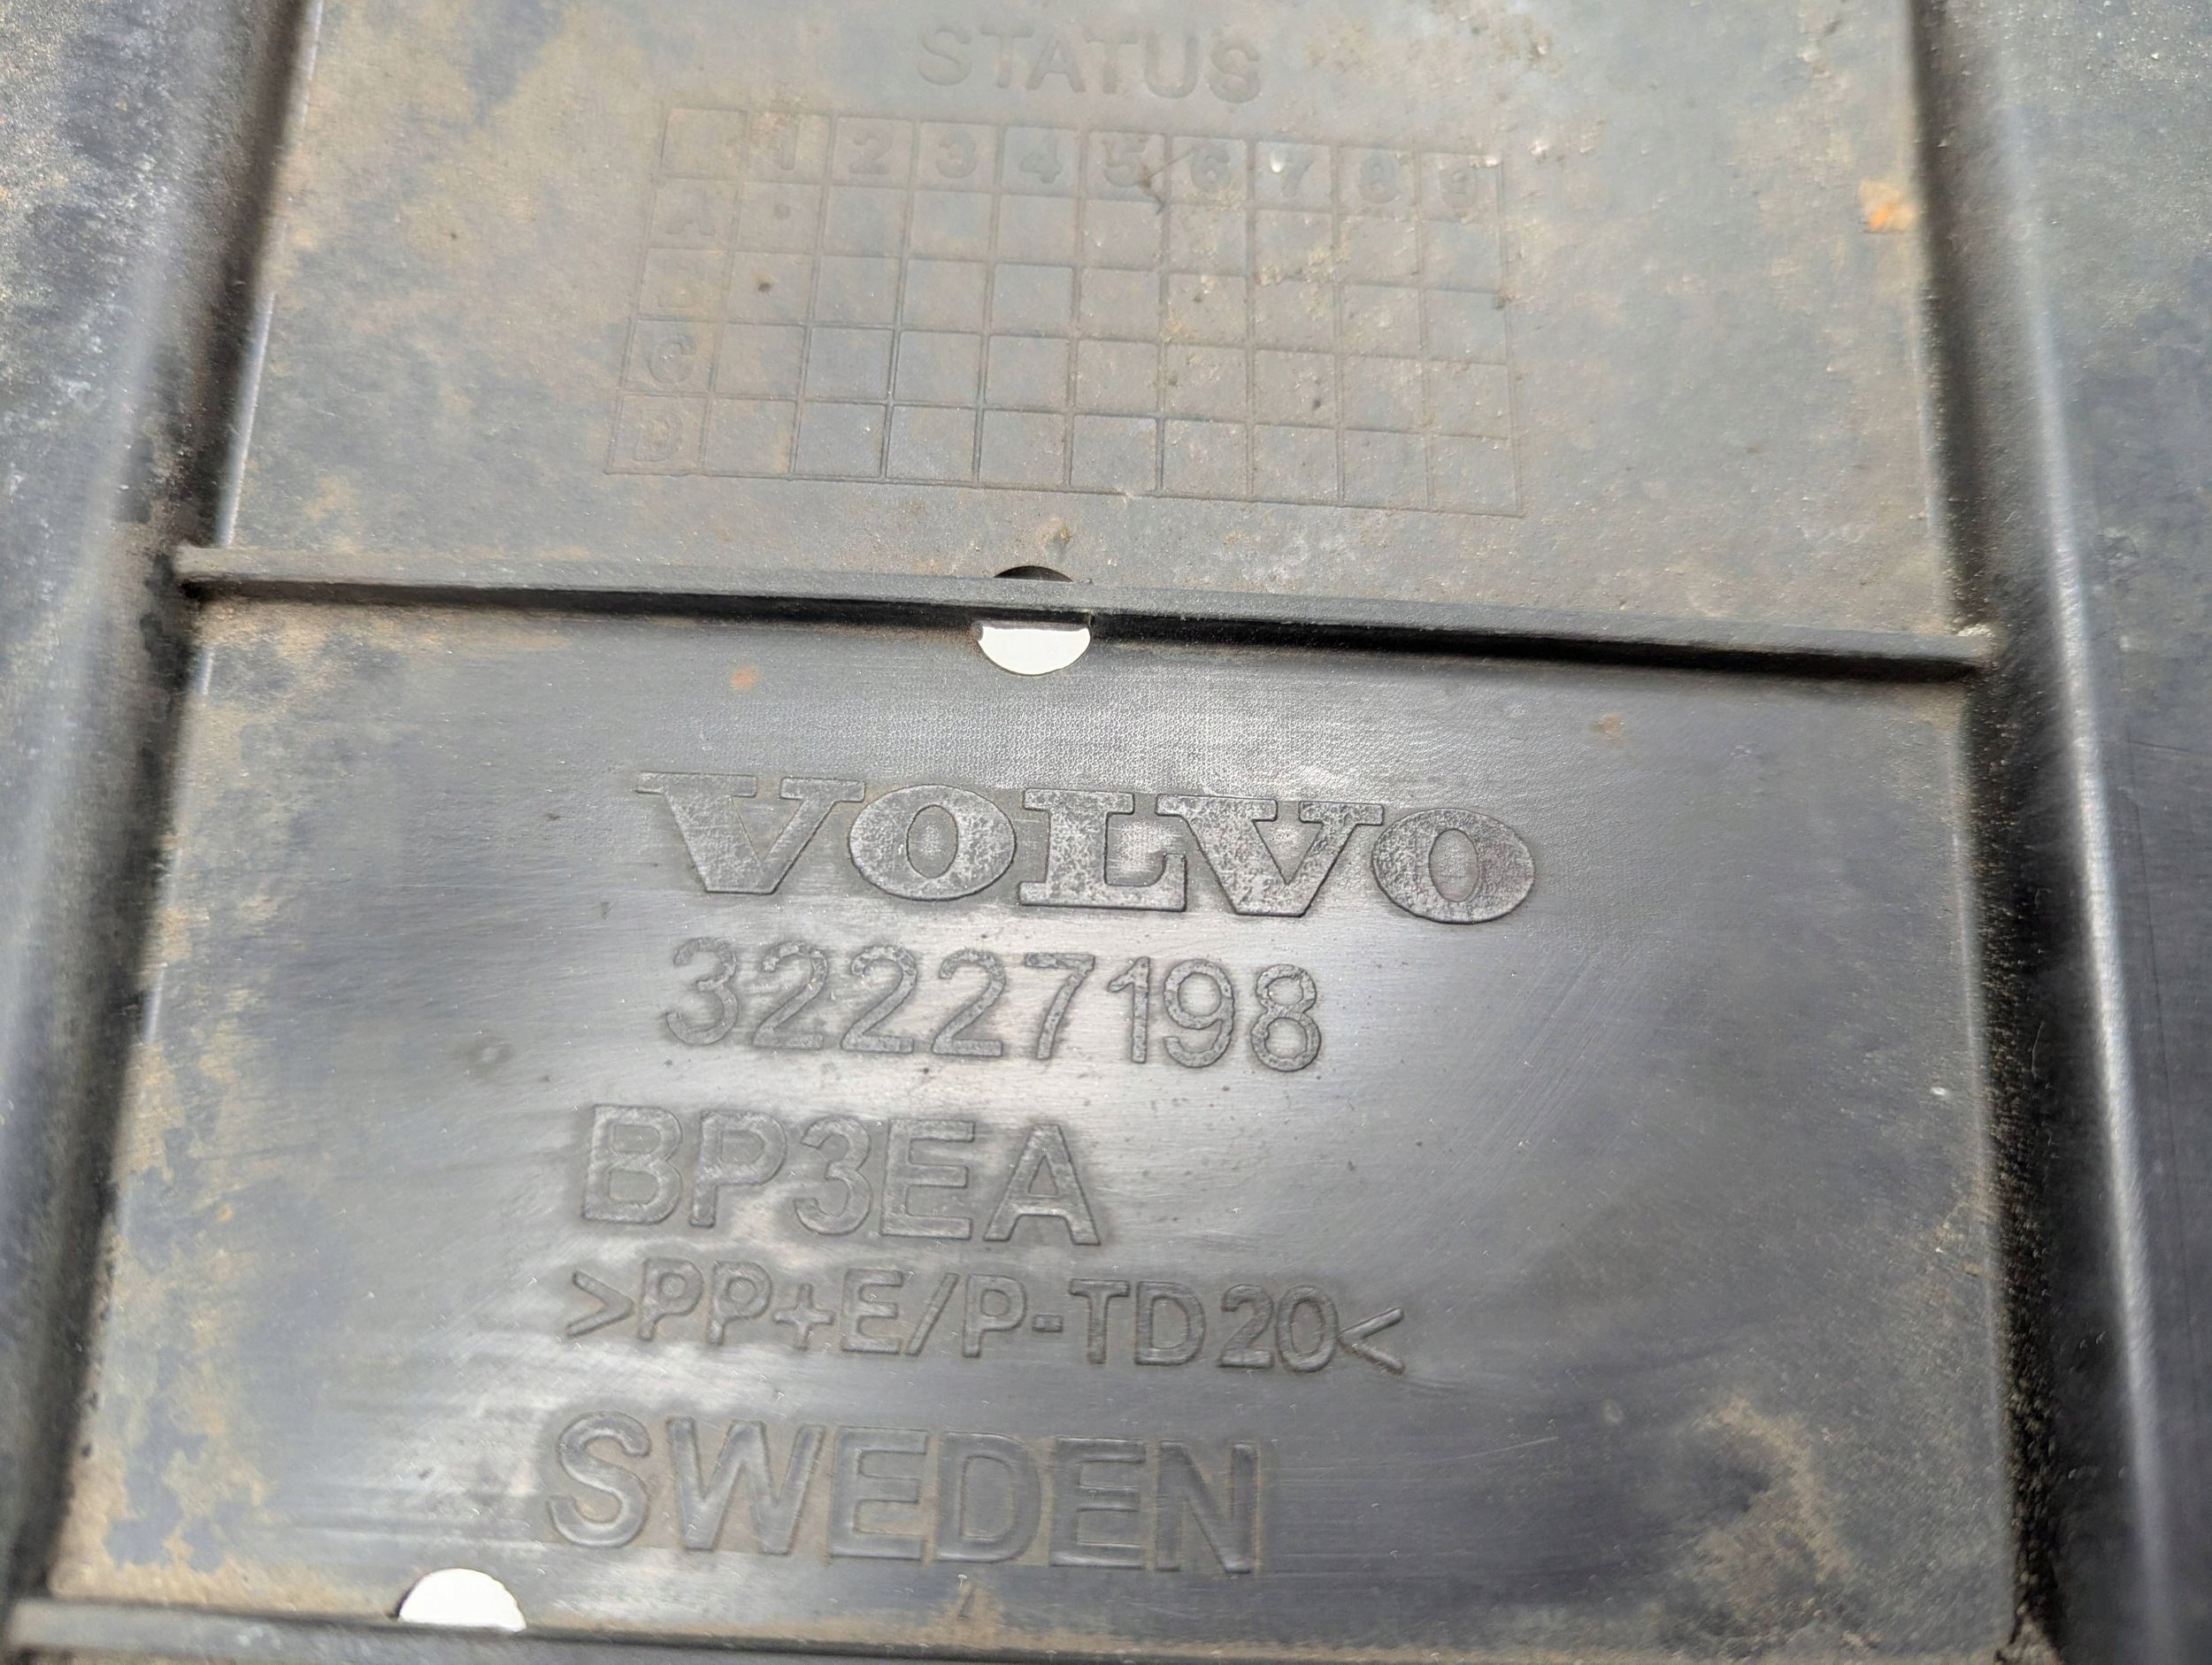 STATUS
1 2 3 4 5 6 7 8 9
A
C
D
VOLVO
32227198
BP3EA
>PP+E/P-TD20<
SWEDEN